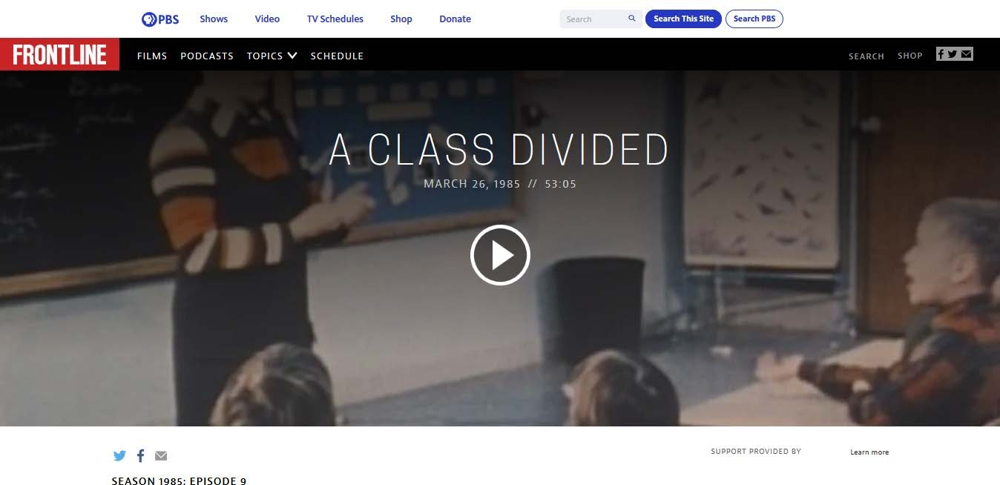 PBS Shows Video TV Schedules Shop Donate Search Search This Site Search PBS
FRONTLINE FILMS PODCASTS TOPICS SCHEDULE SEARCH SHOP
A CLASS DIVIDED
MARCH 26, 1985 // 53:05
SUPPORT PROVIDED BY Learn more
SEASON 1985: EPISODE 9